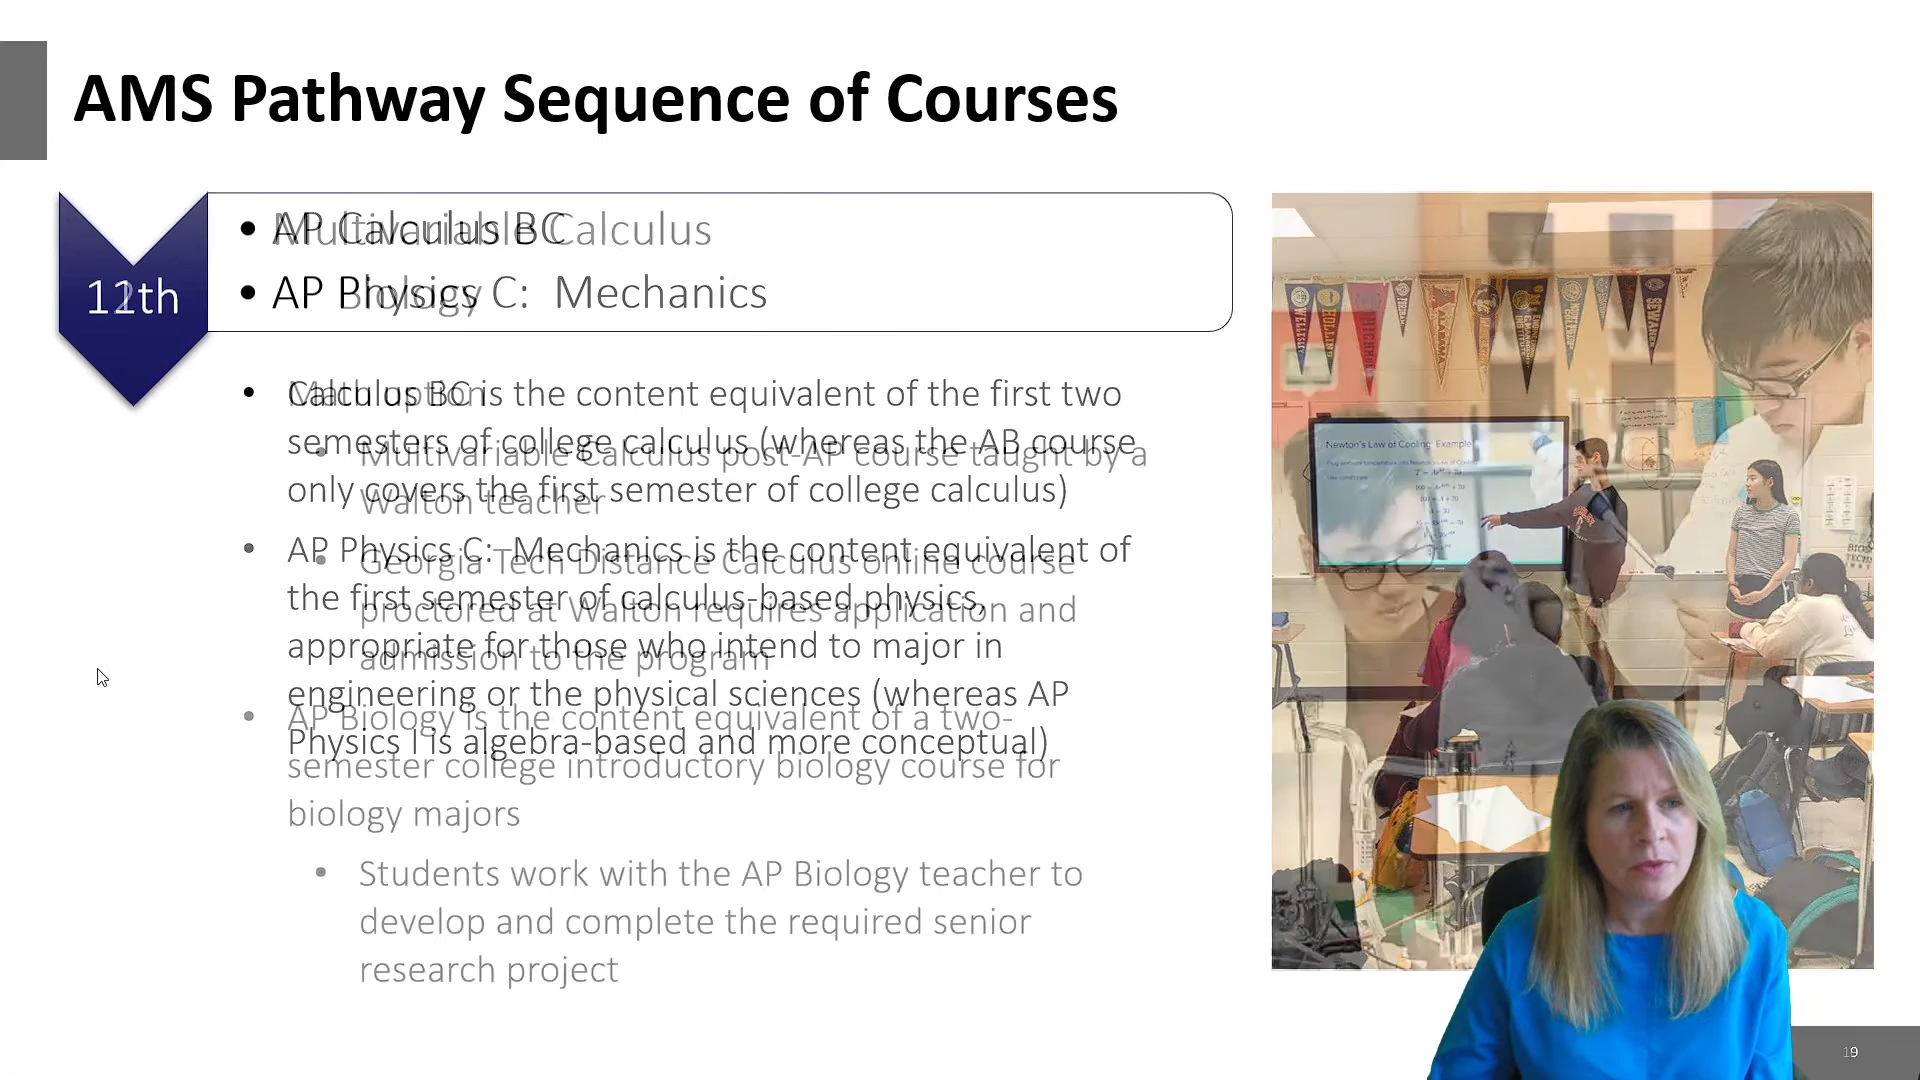 AMS Pathway Sequence of Courses
12th
• AP Calculus BC
Multivariable Calculus
• AP Physics C: Mechanics
Biology
• Calculus BC is the content equivalent of the first two
semesters of college calculus (whereas the AB course
only covers the first semester of college calculus)
Math option
• Multivariable Calculus post-AP course taught by a
Walton teacher
• AP Physics C: Mechanics is the content equivalent of
the first semester of calculus-based physics,
appropriate for those who intend to major in
engineering or the physical sciences (whereas AP
Physics I is algebra-based and more conceptual)
• Georgia Tech Distance Calculus online course
proctored at Walton requires application and
admission to the program
• AP Biology is the content equivalent of a two-
semester college introductory biology course for
biology majors
• Students work with the AP Biology teacher to
develop and complete the required senior
research project
WELLESLEY
ALABAMA
SEWANEE
Newton's Law of Cooling: Example
19